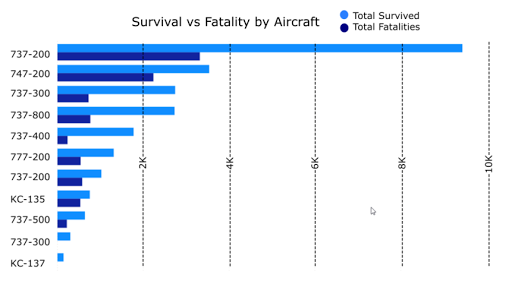 Survival vs Fatality by Aircraft
Total Survived
Total Fatalities
737-200
747-200
737-300
737-800
737-400
777-200
737-200
KC-135
737-500
737-300
KC-137
2K
4K
6K
8K
10K